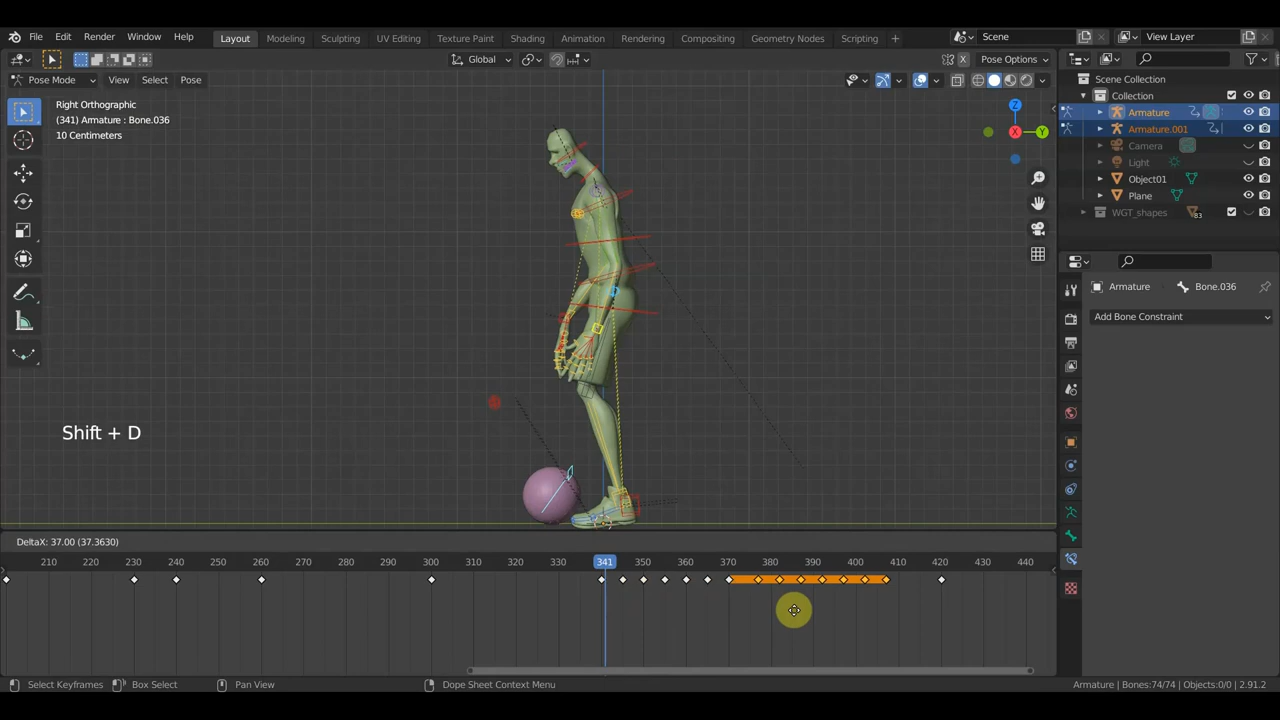 File Edit Render Window Help Layout Modeling Sculpting UV Editing Texture Paint Shading Animation Rendering Compositing Geometry Nodes Scripting + Scene View Layer
Global Pose Options
Pose Mode View Select Pose
Right Orthographic
(341) Armature : Bone.036
10 Centimeters
Z
X
Y
Shift + D
Scene Collection
Collection
Armature
Armature.001
Camera
Light
Object01
Plane
WGT_shapes 83
Armature Bone.036
Add Bone Constraint
DeltaX: 37.00 (37.3630)
210 220 230 240 250 260 270 280 290 300 310 320 330 341 350 360 370 380 390 400 410 420 430 440
Select Keyframes Box Select Pan View Dope Sheet Context Menu Armature | Bones:74/74 | Objects:0/0 | 2.91.2